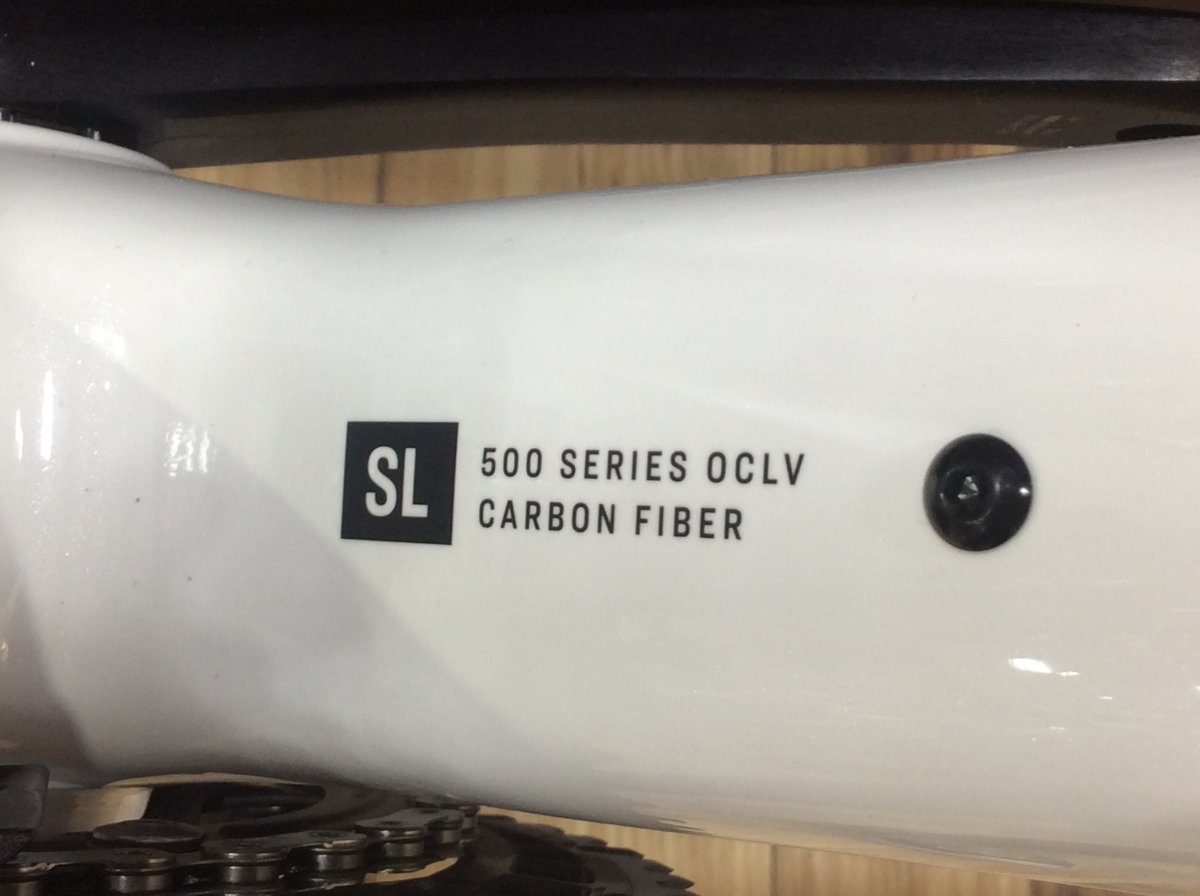 SL
500 SERIES OCLV
CARBON FIBER